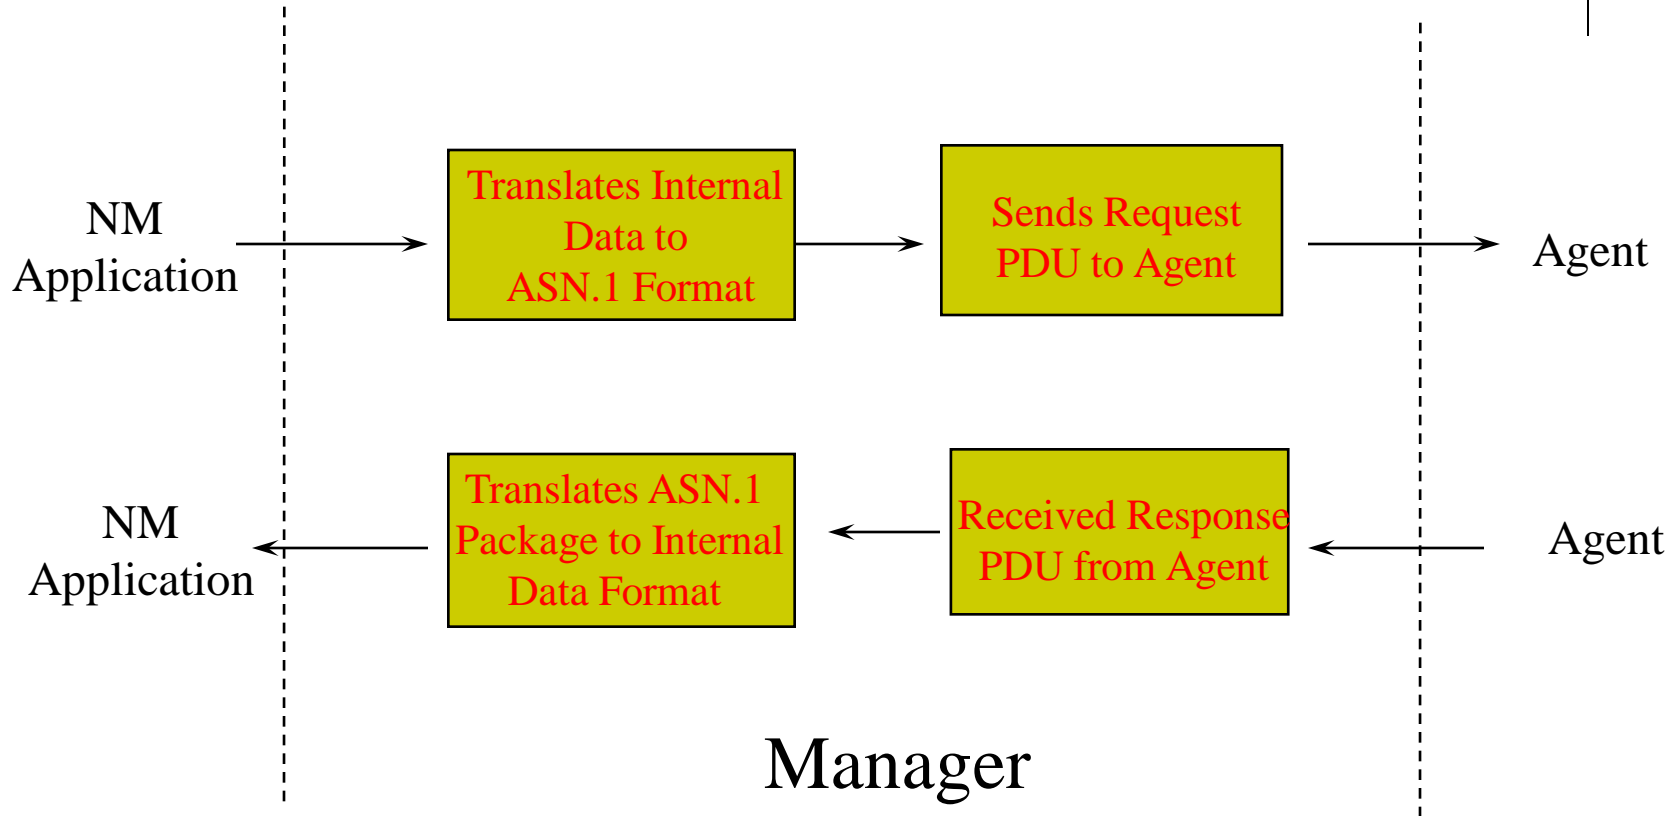 NM
Application
Translates Internal
Data to
ASN.1 Format
Sends Request
PDU to Agent
Agent
NM
Application
Translates ASN.1
Package to Internal
Data Format
Received Response
PDU from Agent
Agent
Manager